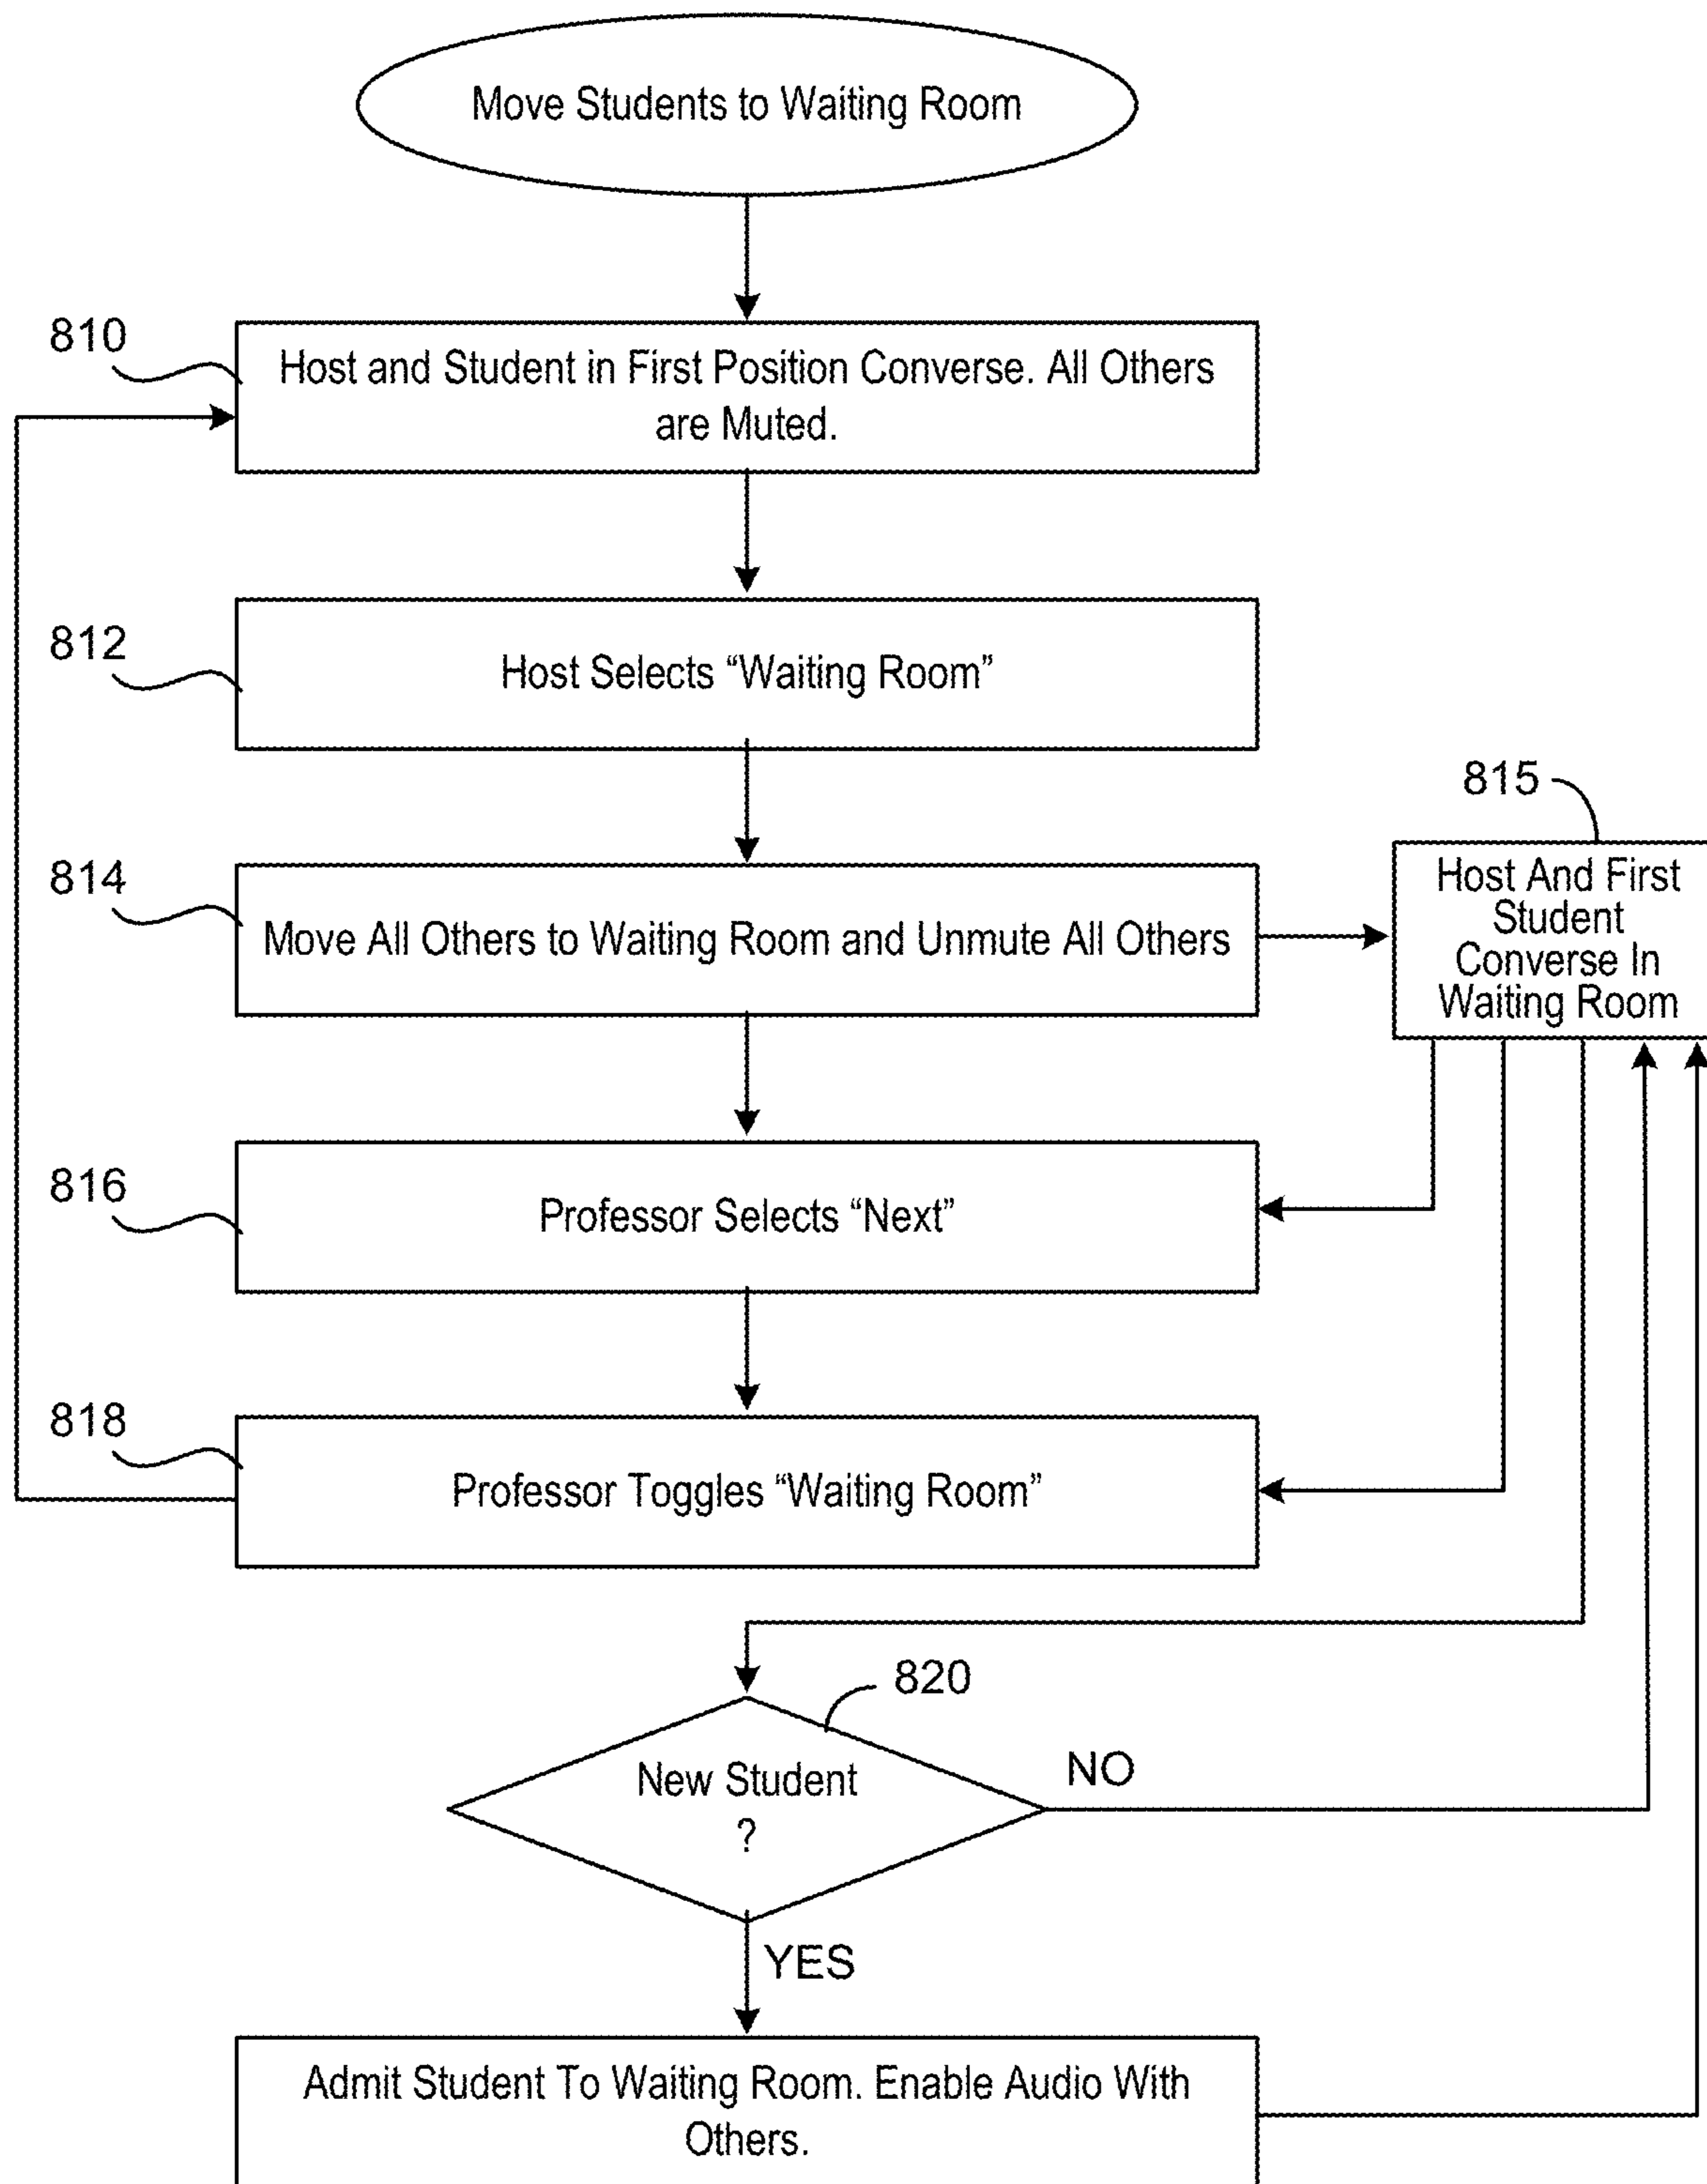 Move Students to Waiting Room
810
Host and Student in First Position Converse. All Others
are Muted.
812
Host Selects “Waiting Room”
815
Host And First
Student
Converse In
Waiting Room
814
Move All Others to Waiting Room and Unmute All Others
816
Professor Selects “Next”
818
Professor Toggles “Waiting Room”
820
New Student
?
NO
YES
Admit Student To Waiting Room. Enable Audio With
Others.